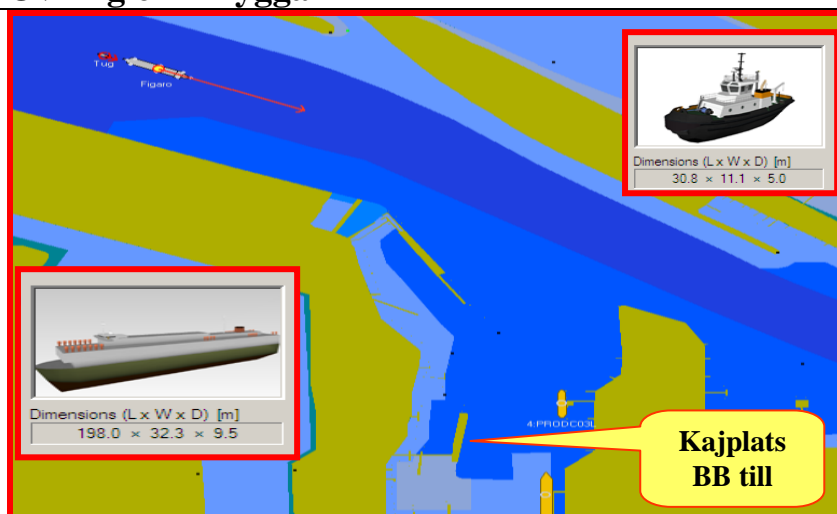 Tug
Figaro
Dimensions (L x W x D) [m]
30.8 × 11.1 × 5.0
Dimensions (L x W x D) [m]
198.0 × 32.3 × 9.5
4:PRODC03L
Kajplats
BB till